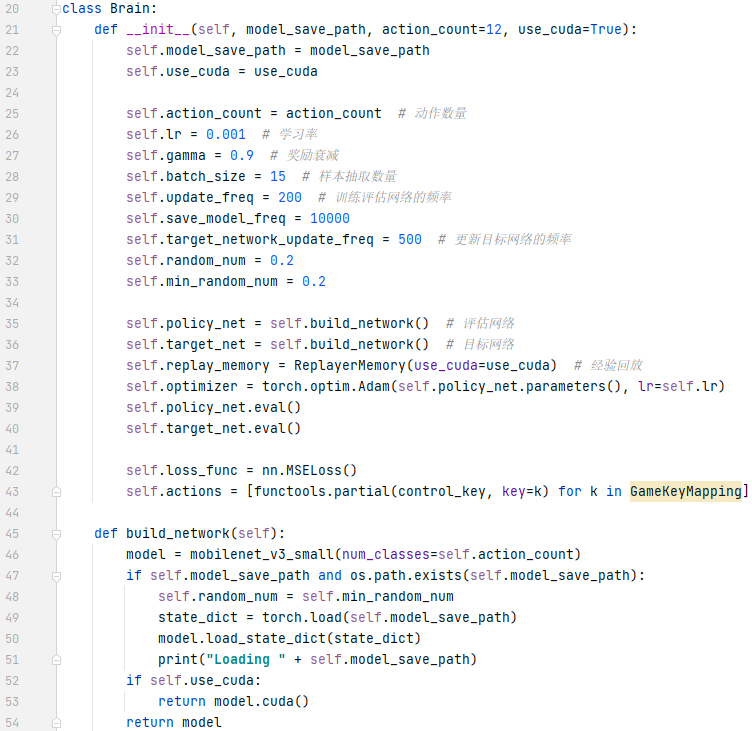 20 class Brain:
21     def __init__(self, model_save_path, action_count=12, use_cuda=True):
22         self.model_save_path = model_save_path
23         self.use_cuda = use_cuda
24
25         self.action_count = action_count  # 动作数量
26         self.lr = 0.001  # 学习率
27         self.gamma = 0.9  # 奖励衰减
28         self.batch_size = 15  # 样本抽取数量
29         self.update_freq = 200  # 训练评估网络的频率
30         self.save_model_freq = 10000
31         self.target_network_update_freq = 500  # 更新目标网络的频率
32         self.random_num = 0.2
33         self.min_random_num = 0.2
34
35         self.policy_net = self.build_network()  # 评估网络
36         self.target_net = self.build_network()  # 目标网络
37         self.replay_memory = ReplayerMemory(use_cuda=use_cuda)  # 经验回放
38         self.optimizer = torch.optim.Adam(self.policy_net.parameters(), lr=self.lr)
39         self.policy_net.eval()
40         self.target_net.eval()
41
42         self.loss_func = nn.MSELoss()
43         self.actions = [functools.partial(control_key, key=k) for k in GameKeyMapping]
44
45     def build_network(self):
46         model = mobilenet_v3_small(num_classes=self.action_count)
47         if self.model_save_path and os.path.exists(self.model_save_path):
48             self.random_num = self.min_random_num
49             state_dict = torch.load(self.model_save_path)
50             model.load_state_dict(state_dict)
51             print("Loading " + self.model_save_path)
52         if self.use_cuda:
53             return model.cuda()
54         return model